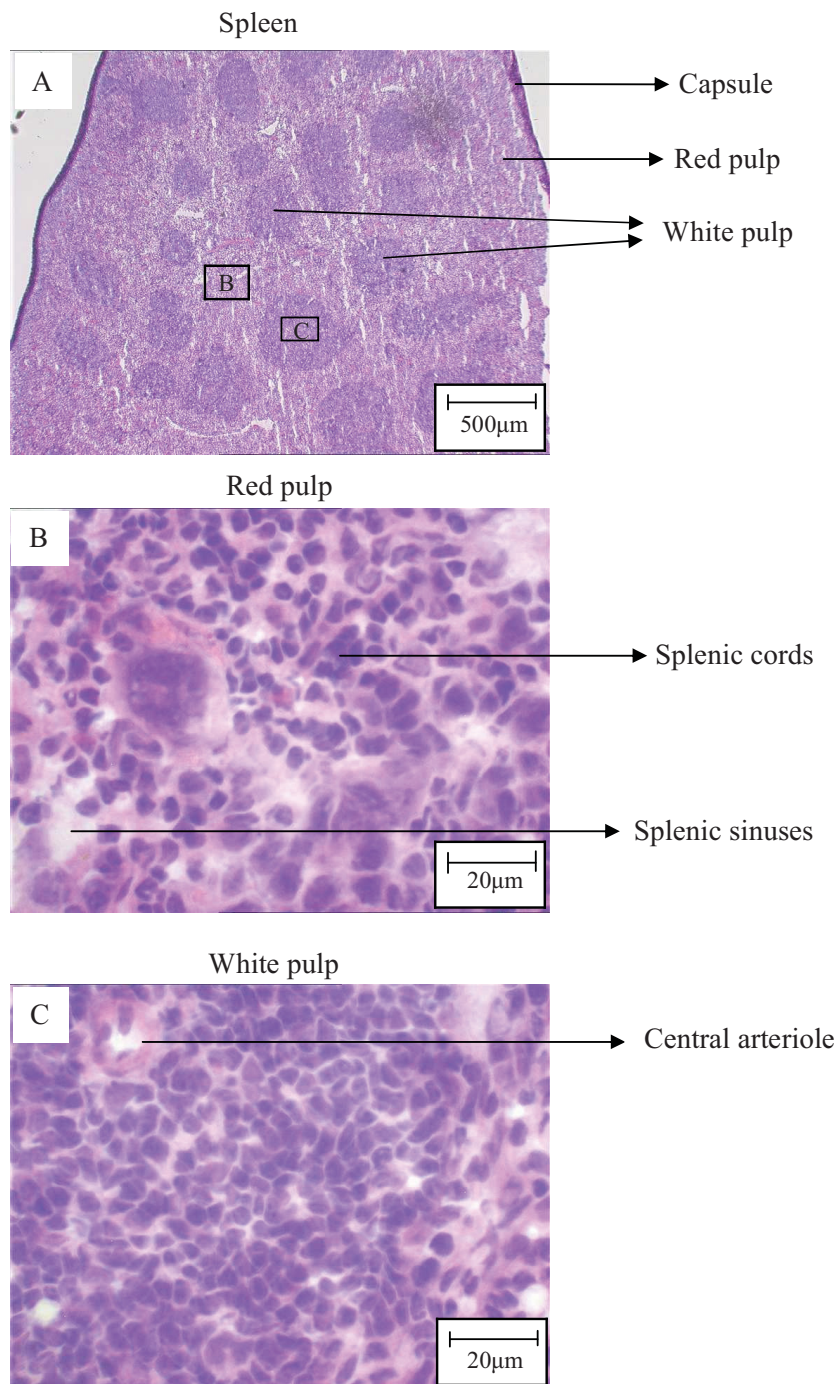 Spleen
A
Capsule
Red pulp
White pulp
B
C
500µm
Red pulp
B
Splenic cords
Splenic sinuses
20µm
White pulp
C
Central arteriole
20µm